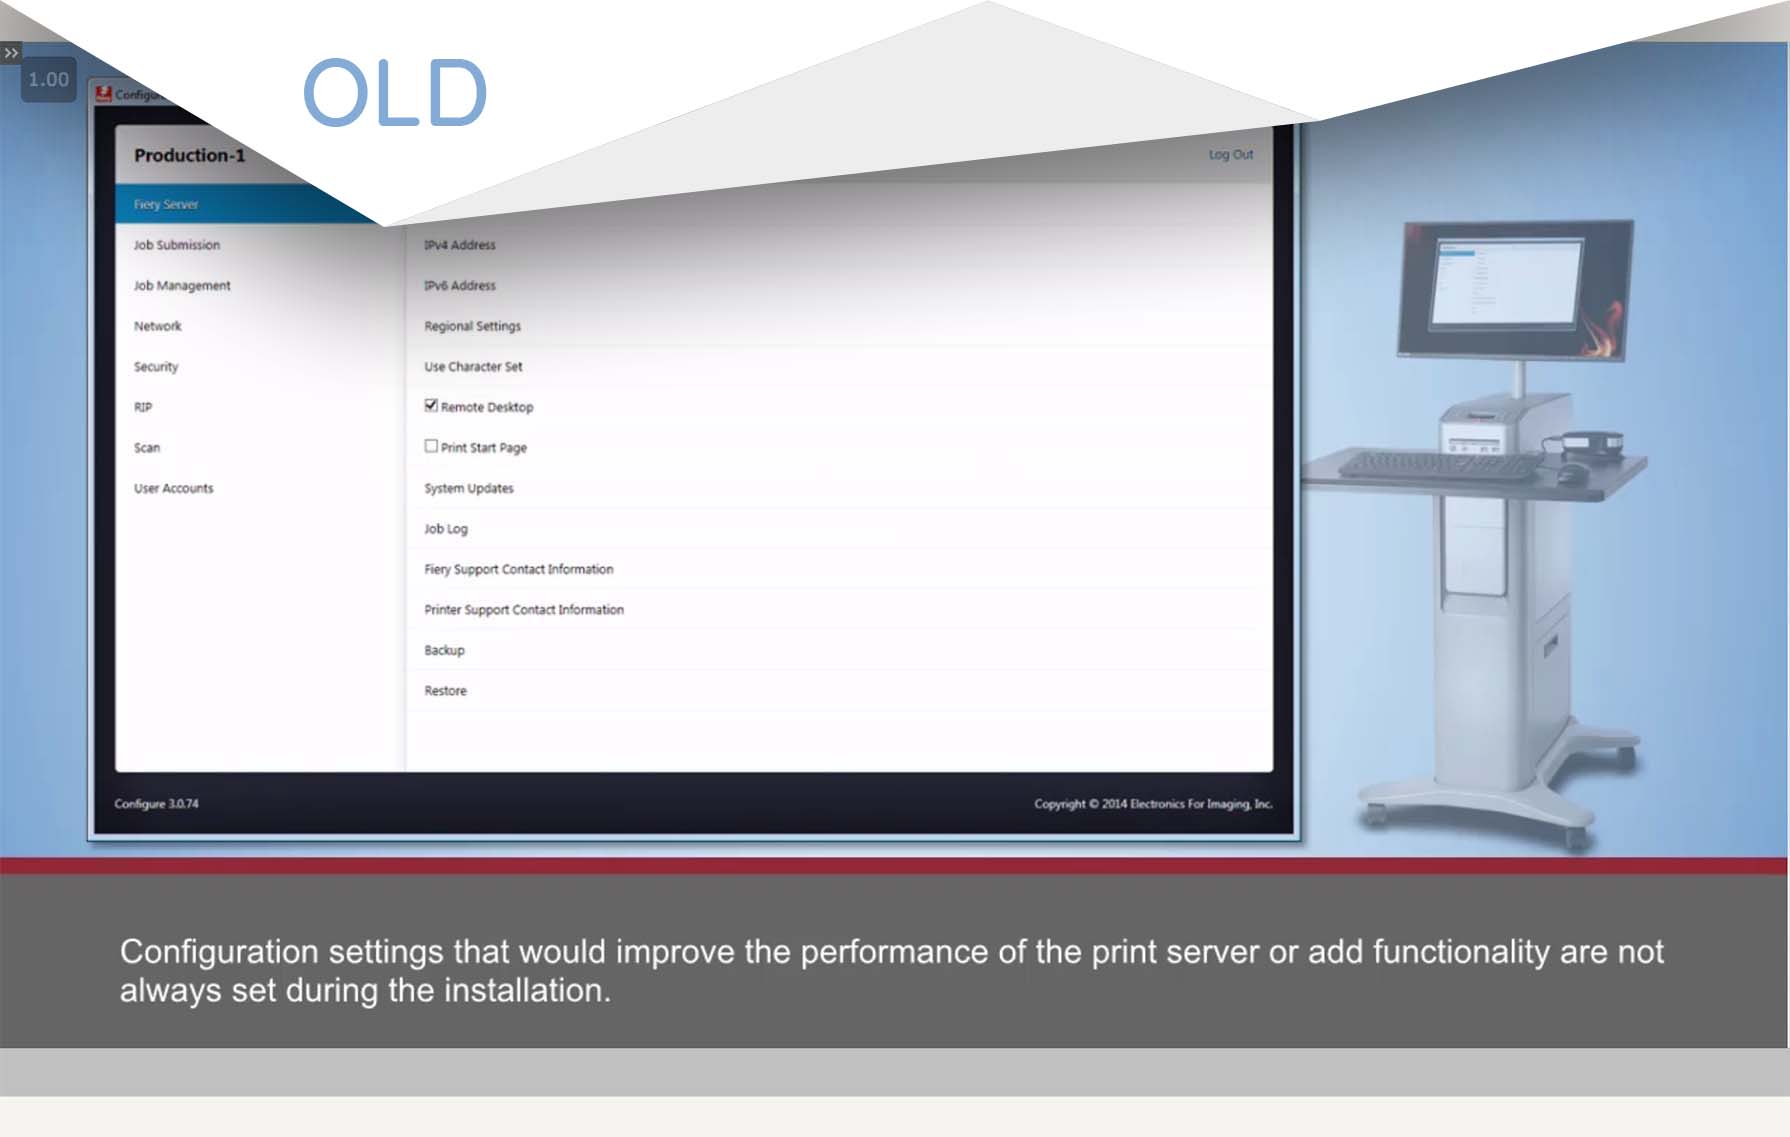 OLD
1.00
Production-1
Log Out
Fiery Server
Job Submission
Job Management
Network
Security
RIP
Scan
User Accounts
IPv4 Address
IPv6 Address
Regional Settings
Use Character Set
Remote Desktop
Print Start Page
System Updates
Job Log
Fiery Support Contact Information
Printer Support Contact Information
Backup
Restore
Configure 3.0.74
Copyright © 2014 Electronics For Imaging, Inc.
Configuration settings that would improve the performance of the print server or add functionality are not
always set during the installation.